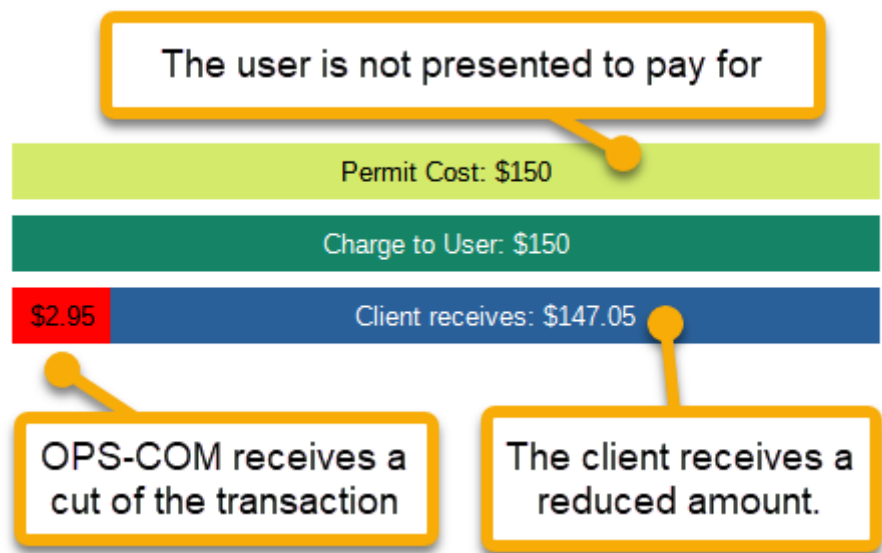 The user is not presented to pay for
Permit Cost: $150
Charge to User: $150
$2.95
Client receives: $147.05
OPS-COM receives a
cut of the transaction
The client receives a
reduced amount.